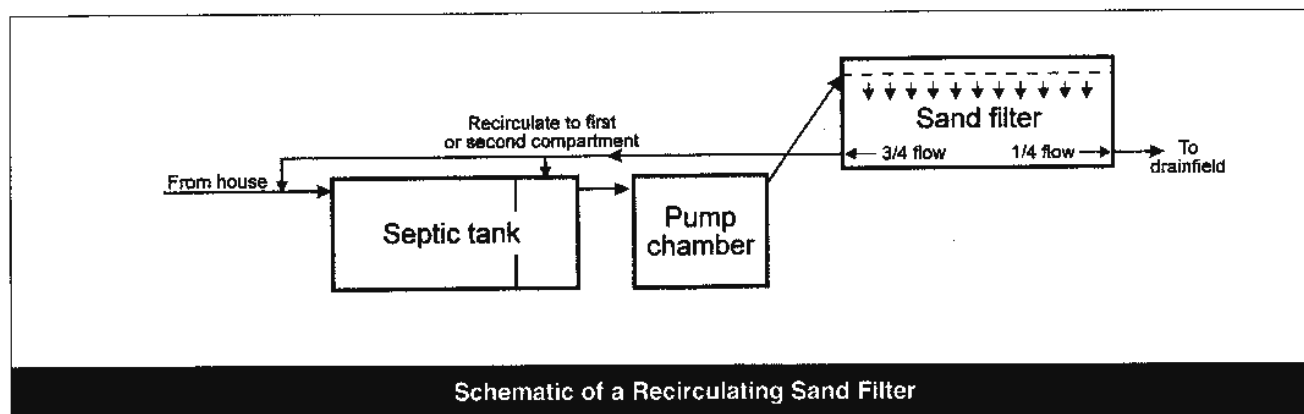 Recirculate to first
or second compartment
From house
Septic tank
Pump
chamber
Sand filter
3/4 flow
1/4 flow
To
drainfield
Schematic of a Recirculating Sand Filter